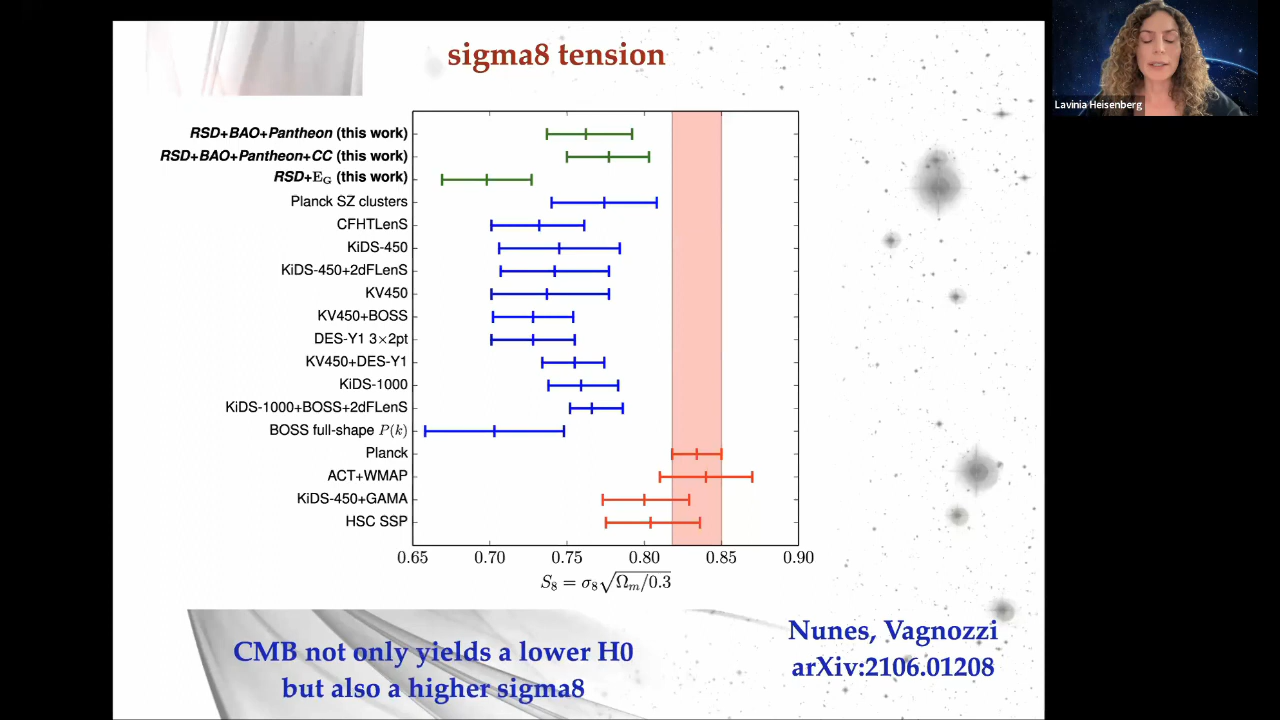 sigma8 tension
Lavinia Heisenberg
RSD+BAO+Pantheon (this work)
RSD+BAO+Pantheon+CC (this work)
RSD+E_G (this work)
Planck SZ clusters
CFHTLenS
KiDS-450
KiDS-450+2dFLenS
KV450
KV450+BOSS
DES-Y1 3×2pt
KV450+DES-Y1
KiDS-1000
KiDS-1000+BOSS+2dFLenS
BOSS full-shape P(k)
Planck
ACT+WMAP
KiDS-450+GAMA
HSC SSP
0.65 0.70 0.75 0.80 0.85 0.90
S₈ = σ₈√Ωₘ/0.3
CMB not only yields a lower H0
but also a higher sigma8
Nunes, Vagnozzi
arXiv:2106.01208